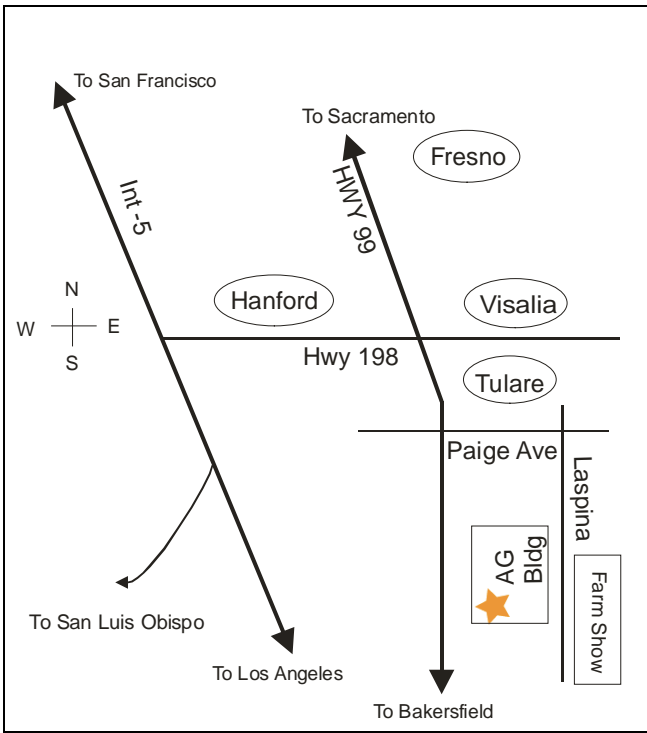 To San Francisco
To Sacramento
Fresno
Int -5
HWY 99
N
W
E
S
Hanford
Visalia
Hwy 198
Tulare
Paige Ave
Laspina
AG
Bldg
Farm Show
To San Luis Obispo
To Los Angeles
To Bakersfield